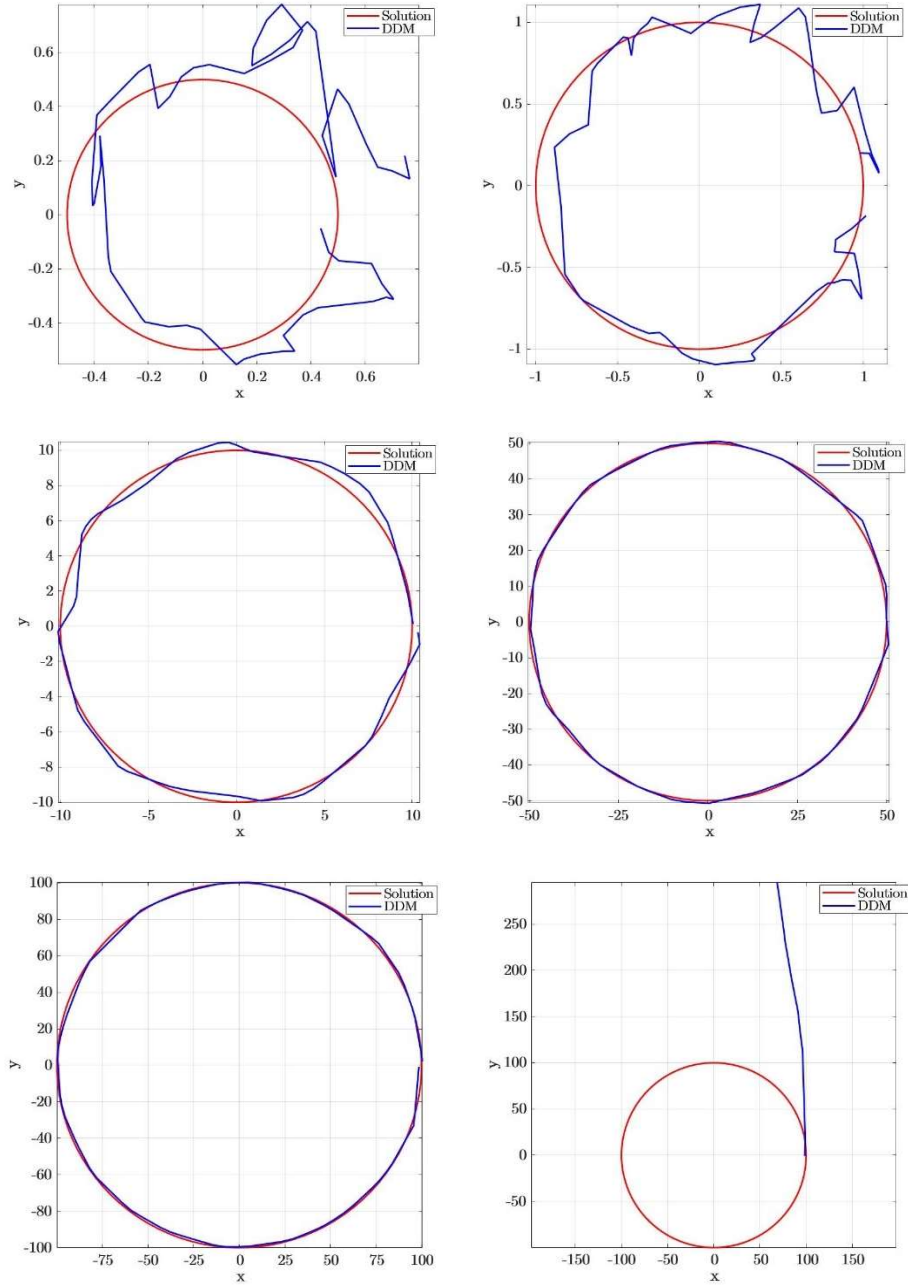 Solution
DDM
0.6
0.4
0.2
0
-0.2
-0.4
y
-0.4 -0.2 0 0.2 0.4 0.6
x
Solution
DDM
1
0.5
0
-0.5
-1
y
-1 -0.5 0 0.5 1
x
Solution
DDM
10
8
6
4
2
0
-2
-4
-6
-8
-10
y
-10 -5 0 5 10
x
Solution
DDM
50
40
30
20
10
0
-10
-20
-30
-40
-50
y
-50 -25 0 25 50
x
Solution
DDM
100
80
60
40
20
0
-20
-40
-60
-80
-100
y
-75 -50 -25 0 25 50 75 100
x
Solution
DDM
250
200
150
100
50
0
-50
y
-150 -100 -50 0 50 100 150
x